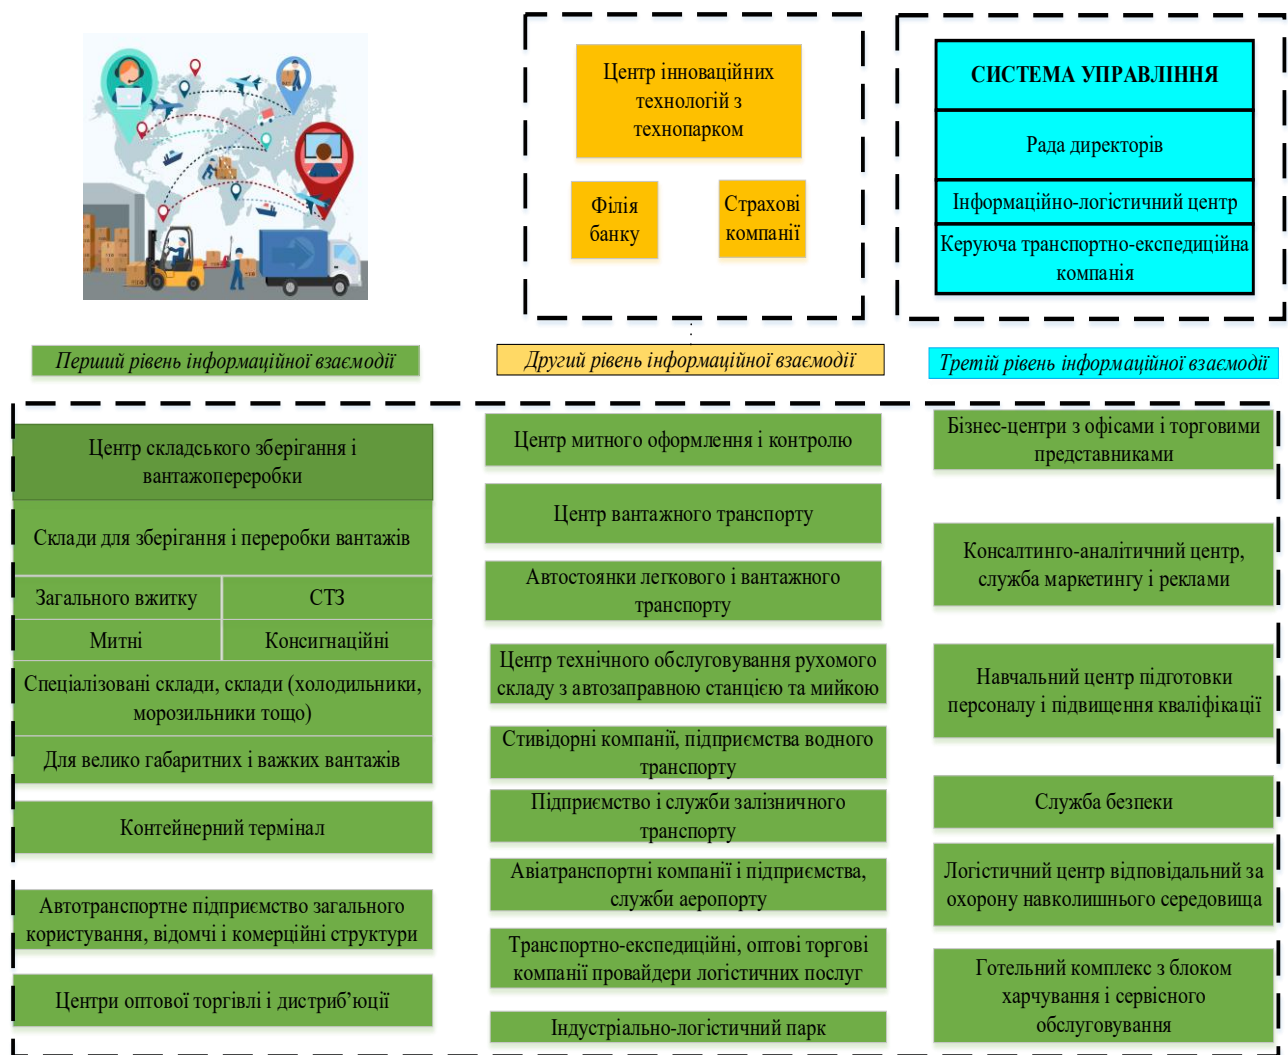 Центр інноваційних
технологій з
технопарком
Філія
банку
Страхові
компанії
СИСТЕМА УПРАВЛІННЯ
Рада директорів
Інформаційно-логістичний центр
Керуюча транспортно-експедиційна
компанія
Перший рівень інформаційної взаємодії
Другий рівень інформаційної взаємодії
Третій рівень інформаційної взаємодії
Центр складського зберігання і
вантажопереробки
Склади для зберігання і переробки вантажів
Загального вжитку
СТЗ
Митні
Консигнаційні
Спеціалізовані склади, склади (холодильники,
морозильники тощо)
Для велико габаритних і важких вантажів
Контейнерний термінал
Автотранспортне підприємство загального
користування, відомчі і комерційні структури
Центри оптової торгівлі і дистриб’юції
Центр митного оформлення і контролю
Центр вантажного транспорту
Автостоянки легкового і вантажного
транспорту
Центр технічного обслуговування рухомого
складу з автозаправною станцією та мийкою
Стивідорні компанії, підприємства водного
транспорту
Підприємство і служби залізничного
транспорту
Авіатранспортні компанії і підприємства,
служби аеропорту
Транспортно-експедиційні, оптові торгові
компанії провайдери логістичних послуг
Індустріально-логістичний парк
Бізнес-центри з офісами і торговими
представниками
Консалтинго-аналітичний центр,
служба маркетингу і реклами
Навчальний центр підготовки
персоналу і підвищення кваліфікації
Служба безпеки
Логістичний центр відповідальний за
охорону навколишнього середовища
Готельний комплекс з блоком
харчування і сервісного
обслуговування